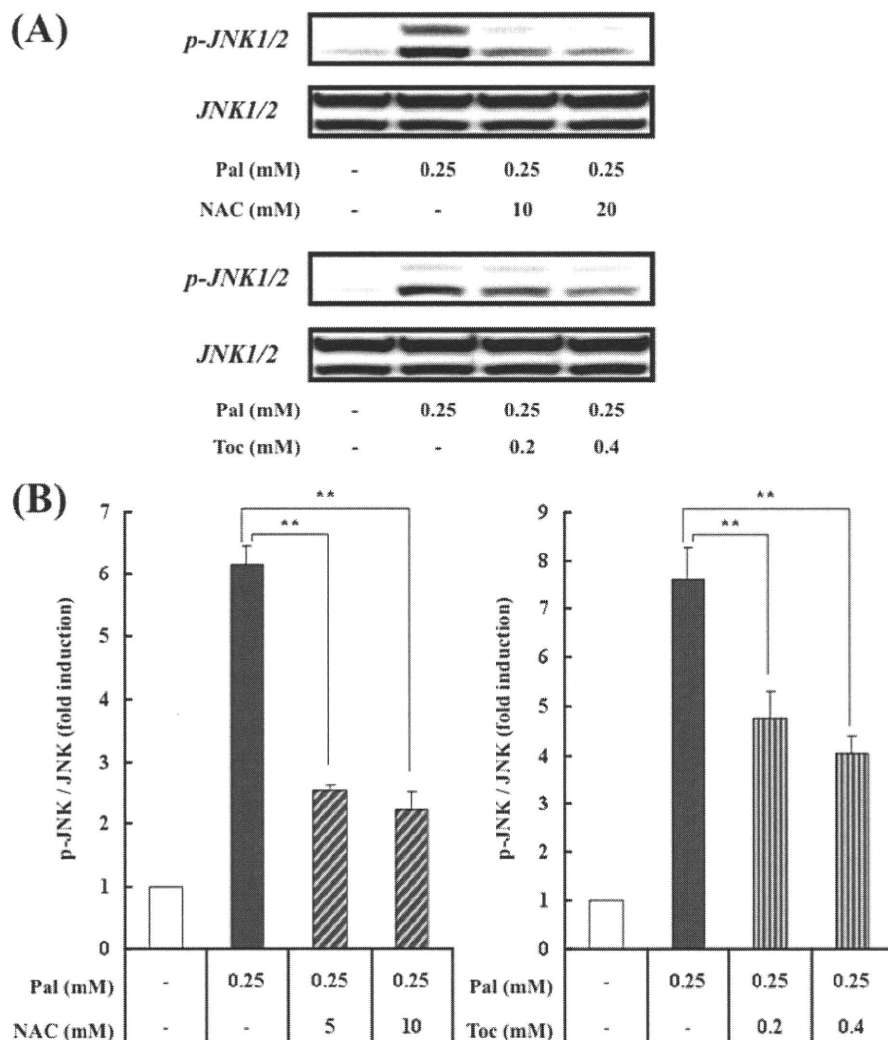 (A)
p-JNK1/2
JNK1/2
Pal (mM) - 0.25 0.25 0.25
NAC (mM) - - 10 20
p-JNK1/2
JNK1/2
Pal (mM) - 0.25 0.25 0.25
Toc (mM) - - 0.2 0.4
(B)
p-JNK / JNK (fold induction)
7
6
5
4
3
2
1
0
**
**
Pal (mM) - 0.25 0.25 0.25
NAC (mM) - - 5 10
p-JNK / JNK (fold induction)
9
8
7
6
5
4
3
2
1
0
**
**
Pal (mM) - 0.25 0.25 0.25
Toc (mM) - - 0.2 0.4